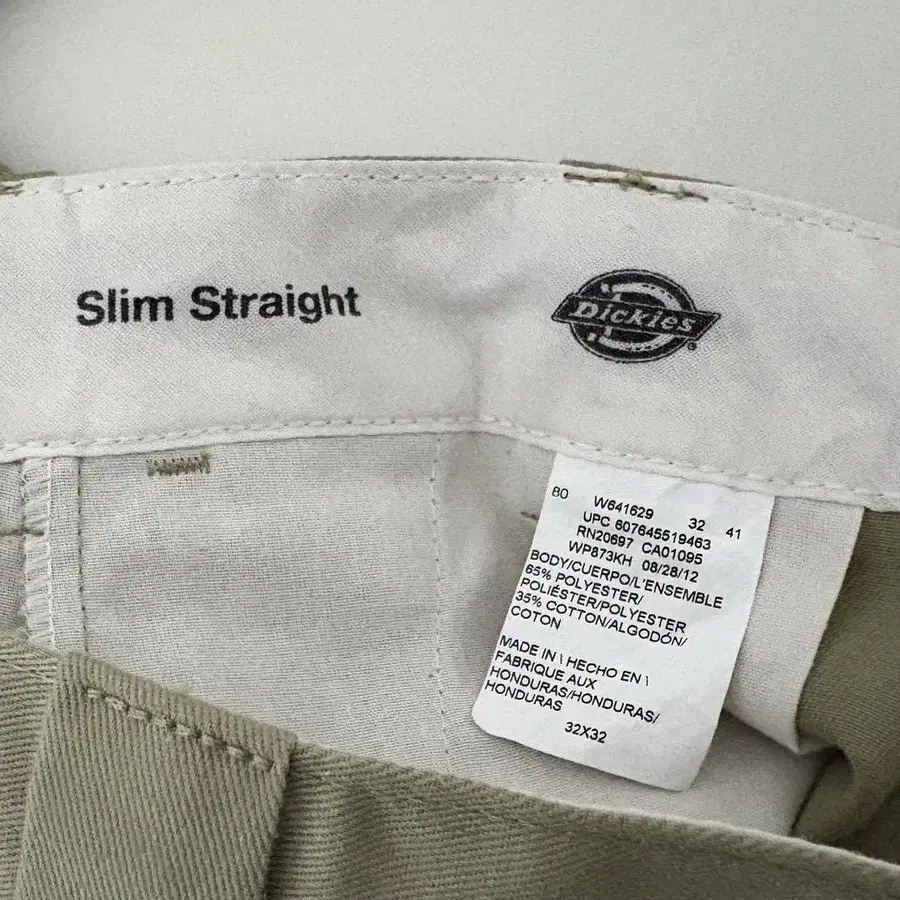 Slim Straight
Dickies
80 W641629 32 41
UPC 607645519463
RN20697 CA01095
WP873KH 08/28/12
BODY/CUERPO/L'ENSEMBLE
65% POLYESTER/
POLIÉSTER/POLYESTER
35% COTTON/ALGODÓN/
COTON
MADE IN \ HECHO EN \
FABRIQUE AUX
HONDURAS/HONDURAS/
HONDURAS
32X32